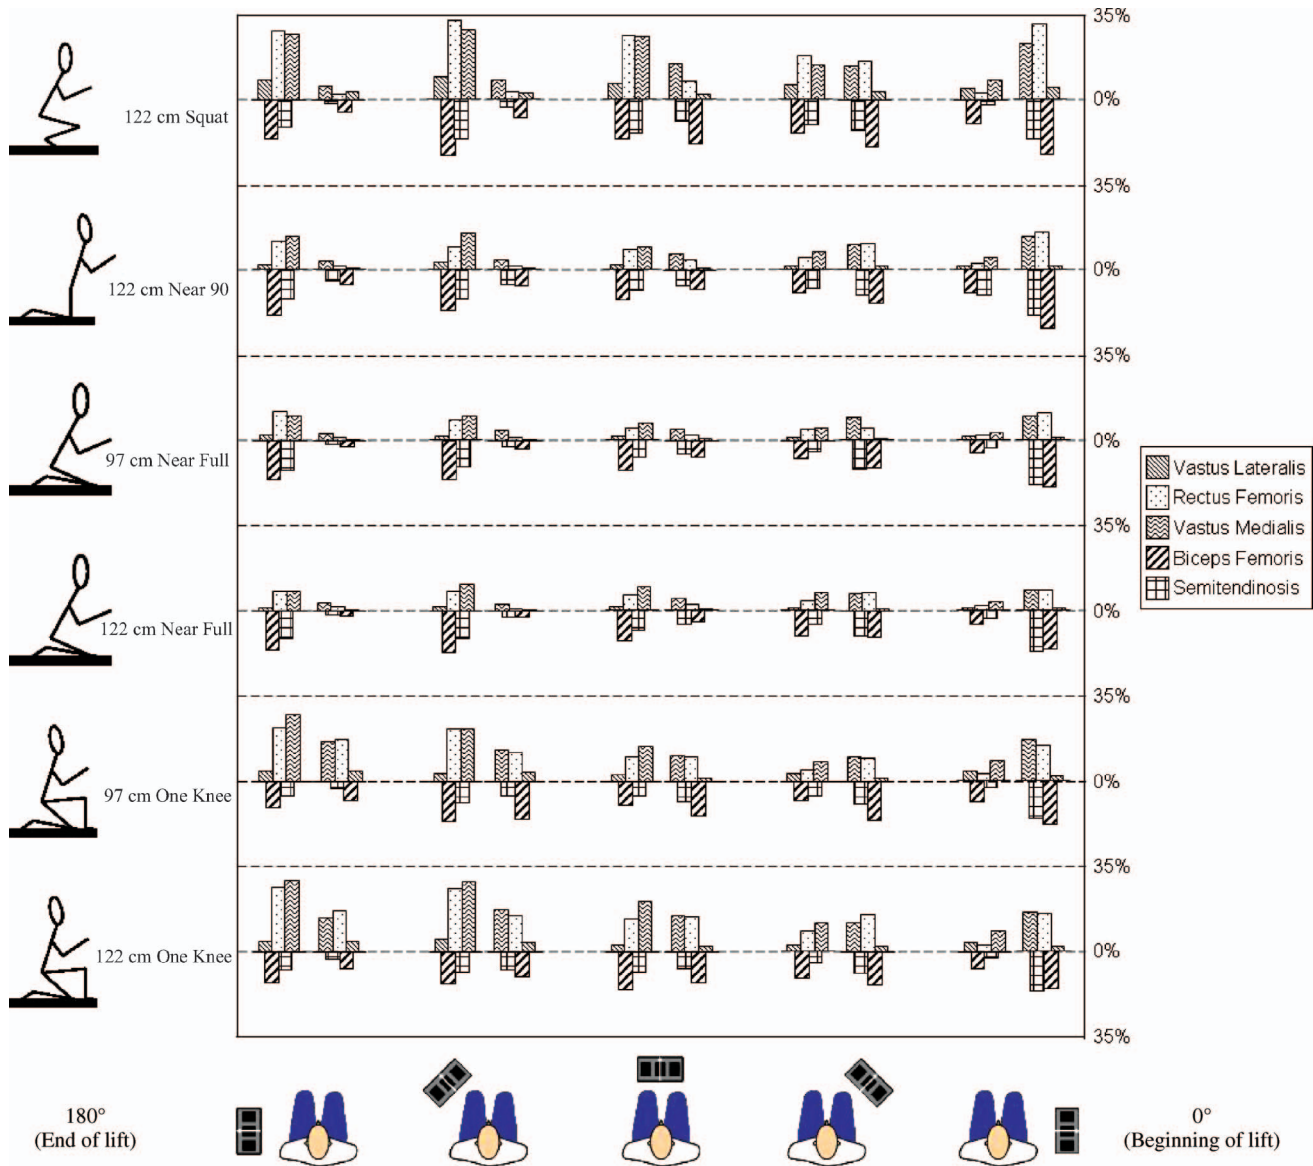 35%
0%
122 cm Squat
35%
0%
122 cm Near 90
35%
0%
97 cm Near Full
35%
0%
122 cm Near Full
35%
0%
97 cm One Knee
35%
0%
122 cm One Knee
35%
Vastus Lateralis
Rectus Femoris
Vastus Medialis
Biceps Femoris
Semitendinosis
180°
(End of lift)
0°
(Beginning of lift)